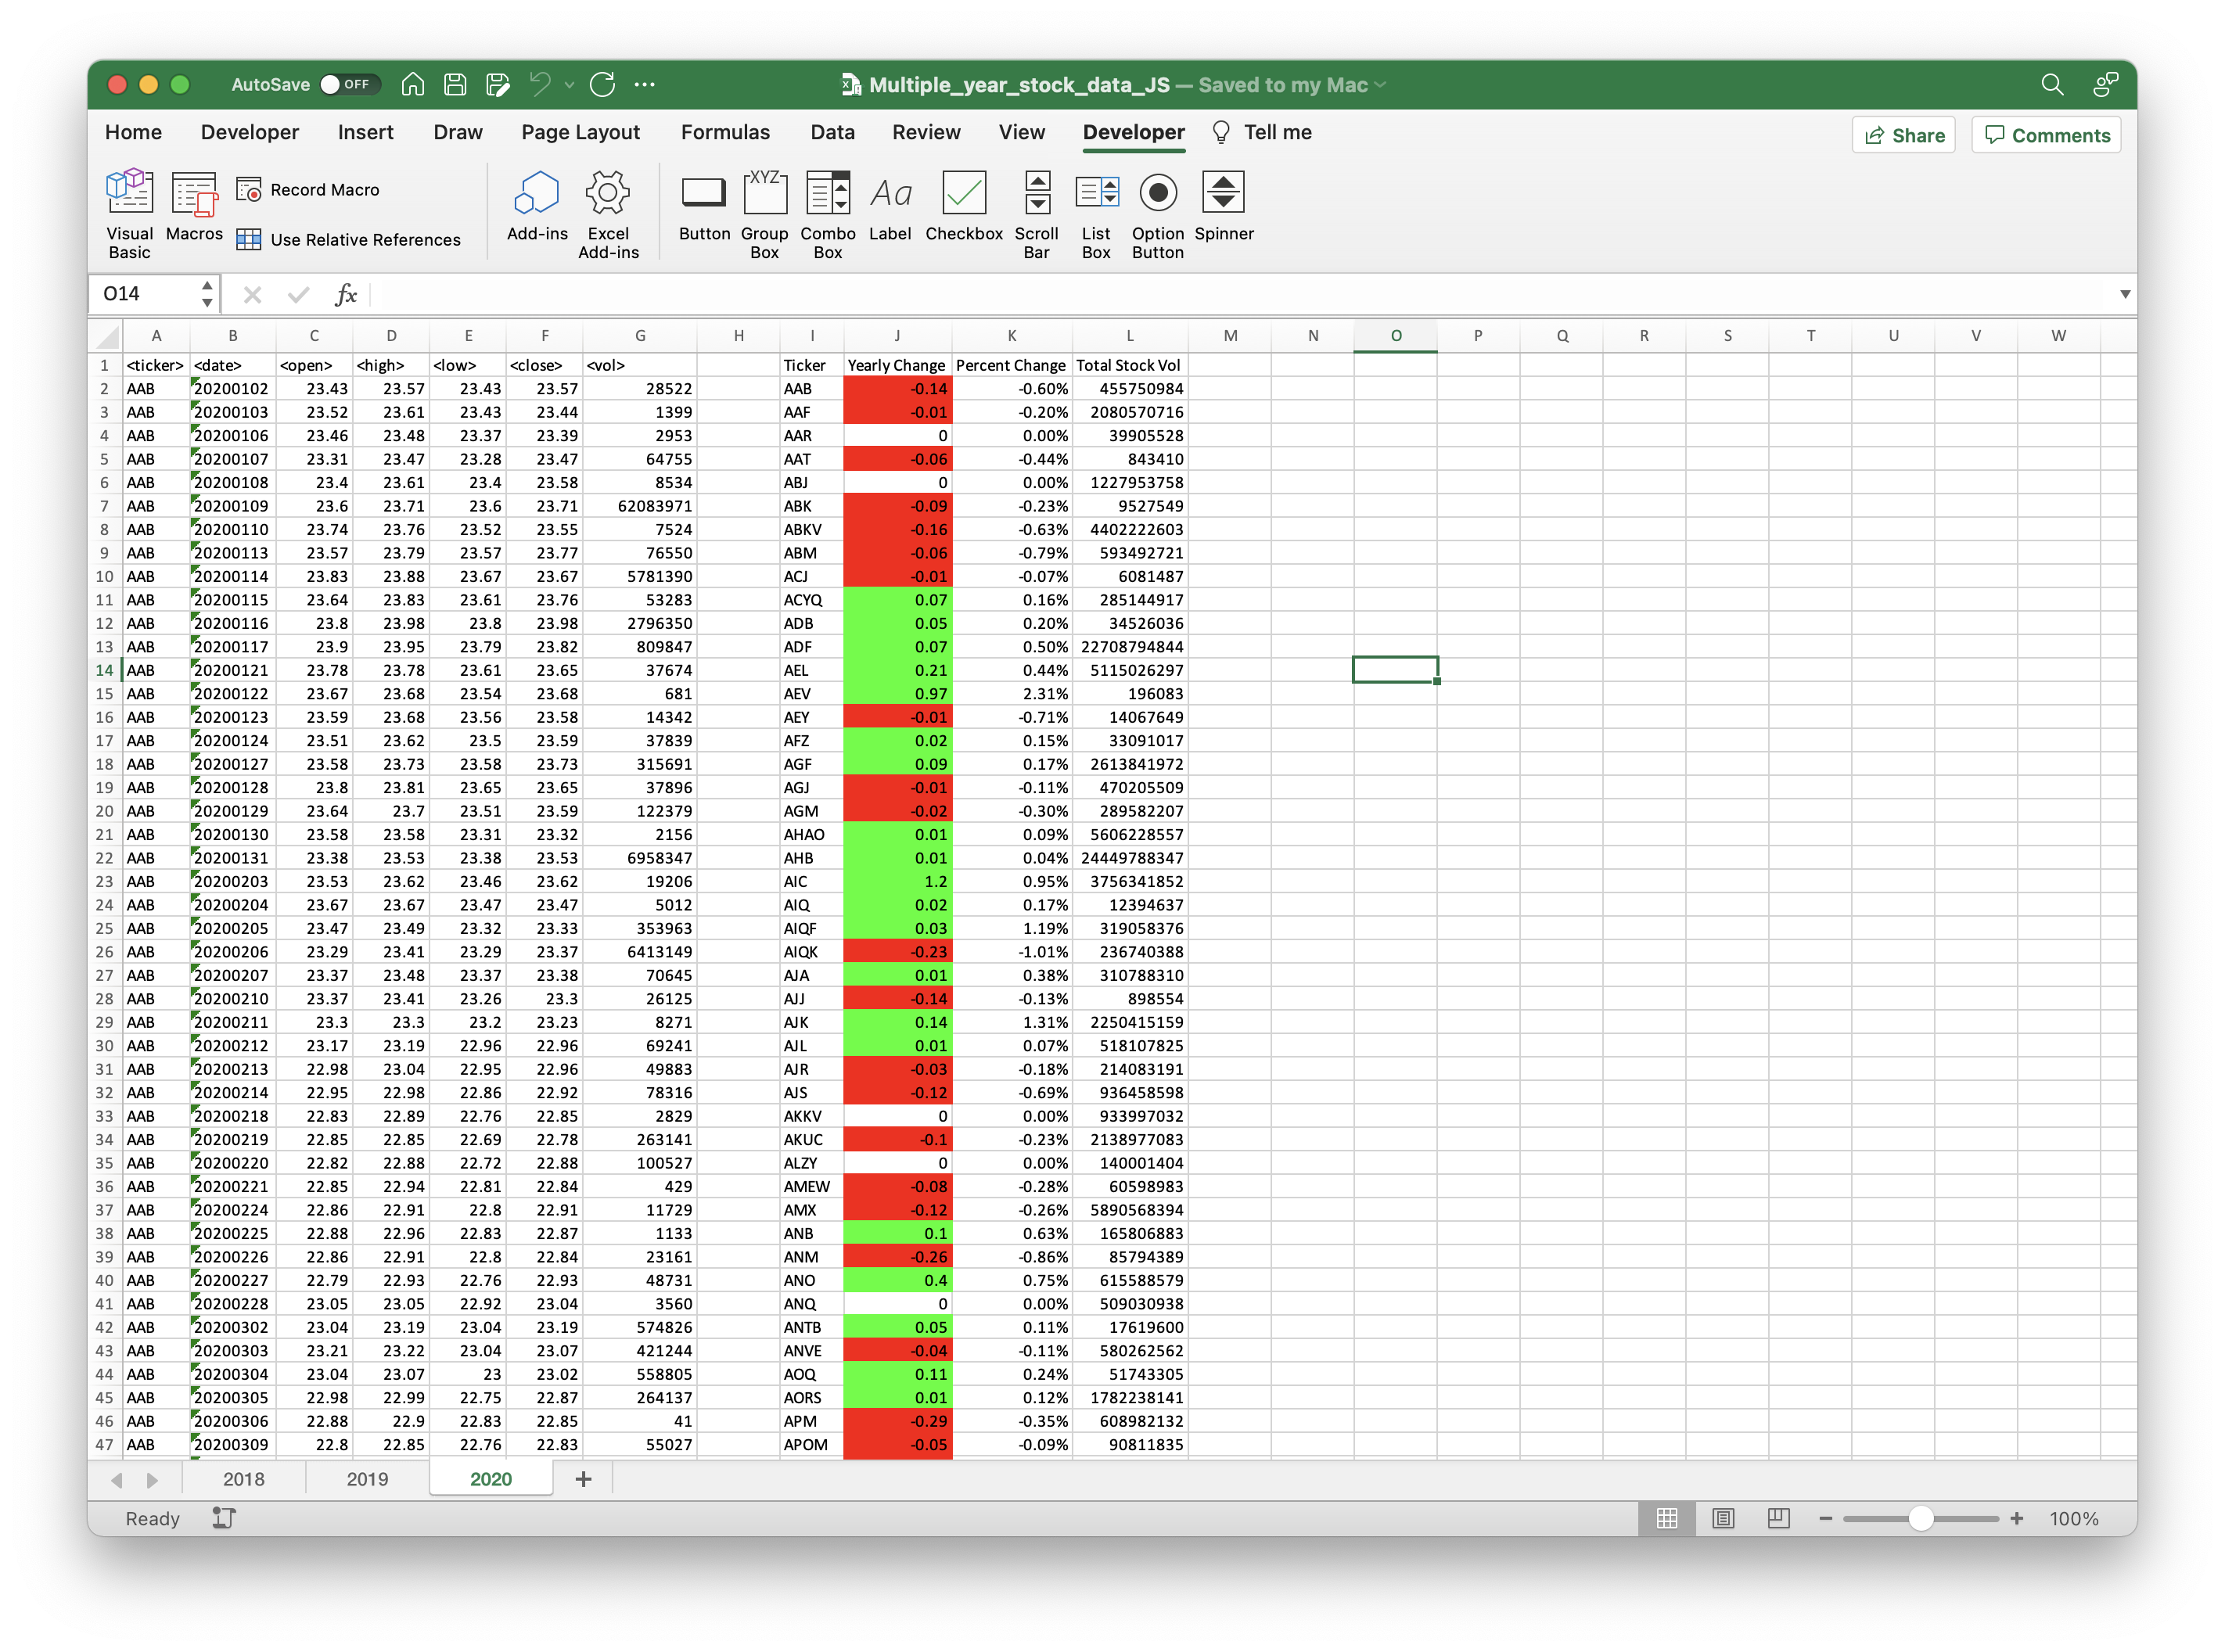 AutoSave OFF Multiple_year_stock_data_JS — Saved to my Mac
Home Developer Insert Draw Page Layout Formulas Data Review View Developer Tell me Share Comments
Visual Basic Macros Record Macro Use Relative References Add-ins Excel Add-ins Button Group Box XYZ Combo Box Aa Label Checkbox Scroll Bar List Box Option Button Spinner
O14 fx
A B C D E F G H I J K L M N O P Q R S T U V W
1 <ticker> <date> <open> <high> <low> <close> <vol> Ticker Yearly Change Percent Change Total Stock Vol
2 AAB 20200102 23.43 23.57 23.43 23.57 28522 AAB -0.14 -0.60% 455750984
3 AAB 20200103 23.52 23.61 23.43 23.44 1399 AAF -0.01 -0.20% 2080570716
4 AAB 20200106 23.46 23.48 23.37 23.39 2953 AAR 0 0.00% 39905528
5 AAB 20200107 23.31 23.47 23.28 23.47 64755 AAT -0.06 -0.44% 843410
6 AAB 20200108 23.4 23.61 23.4 23.58 8534 ABJ 0 0.00% 1227953758
7 AAB 20200109 23.6 23.71 23.6 23.71 62083971 ABK -0.09 -0.23% 9527549
8 AAB 20200110 23.74 23.76 23.52 23.55 7524 ABKV -0.16 -0.63% 4402222603
9 AAB 20200113 23.57 23.79 23.57 23.77 76550 ABM -0.06 -0.79% 593492721
10 AAB 20200114 23.83 23.88 23.67 23.67 5781390 ACJ -0.01 -0.07% 6081487
11 AAB 20200115 23.64 23.83 23.61 23.76 53283 ACYQ 0.07 0.16% 285144917
12 AAB 20200116 23.8 23.98 23.8 23.98 2796350 ADB 0.05 0.20% 34526036
13 AAB 20200117 23.9 23.95 23.79 23.82 809847 ADF 0.07 0.50% 22708794844
14 AAB 20200121 23.78 23.78 23.61 23.65 37674 AEL 0.21 0.44% 5115026297
15 AAB 20200122 23.67 23.68 23.54 23.68 681 AEV 0.97 2.31% 196083
16 AAB 20200123 23.59 23.68 23.56 23.58 14342 AEY -0.01 -0.71% 14067649
17 AAB 20200124 23.51 23.62 23.5 23.59 37839 AFZ 0.02 0.15% 33091017
18 AAB 20200127 23.58 23.73 23.58 23.73 315691 AGF 0.09 0.17% 2613841972
19 AAB 20200128 23.8 23.81 23.65 23.65 37896 AGJ -0.01 -0.11% 470205509
20 AAB 20200129 23.64 23.7 23.51 23.59 122379 AGM -0.02 -0.30% 289582207
21 AAB 20200130 23.58 23.58 23.31 23.32 2156 AHAO 0.01 0.09% 5606228557
22 AAB 20200131 23.38 23.53 23.38 23.53 6958347 AHB 0.01 0.04% 24449788347
23 AAB 20200203 23.53 23.62 23.46 23.62 19206 AIC 1.2 0.95% 3756341852
24 AAB 20200204 23.67 23.67 23.47 23.47 5012 AIQ 0.02 0.17% 12394637
25 AAB 20200205 23.47 23.49 23.32 23.33 353963 AIQF 0.03 1.19% 319058376
26 AAB 20200206 23.29 23.41 23.29 23.37 6413149 AIQK -0.23 -1.01% 236740388
27 AAB 20200207 23.37 23.48 23.37 23.38 70645 AJA 0.01 0.38% 310788310
28 AAB 20200210 23.37 23.41 23.26 23.3 26125 AJJ -0.14 -0.13% 898554
29 AAB 20200211 23.3 23.3 23.2 23.23 8271 AJK 0.14 1.31% 2250415159
30 AAB 20200212 23.17 23.19 22.96 22.96 69241 AJL 0.01 0.07% 518107825
31 AAB 20200213 22.98 23.04 22.95 22.96 49883 AJR -0.03 -0.18% 214083191
32 AAB 20200214 22.95 22.98 22.86 22.92 78316 AJS -0.12 -0.69% 936458598
33 AAB 20200218 22.83 22.89 22.76 22.85 2829 AKKV 0 0.00% 933997032
34 AAB 20200219 22.85 22.85 22.69 22.78 263141 AKUC -0.1 -0.23% 2138977083
35 AAB 20200220 22.82 22.88 22.72 22.88 100527 ALZY 0 0.00% 140001404
36 AAB 20200221 22.85 22.94 22.81 22.84 429 AMEW -0.08 -0.28% 60598983
37 AAB 20200224 22.86 22.91 22.8 22.91 11729 AMX -0.12 -0.26% 5890568394
38 AAB 20200225 22.88 22.96 22.83 22.87 1133 ANB 0.1 0.63% 165806883
39 AAB 20200226 22.86 22.91 22.8 22.84 23161 ANM -0.26 -0.86% 85794389
40 AAB 20200227 22.79 22.93 22.76 22.93 48731 ANO 0.4 0.75% 615588579
41 AAB 20200228 23.05 23.05 22.92 23.04 3560 ANQ 0 0.00% 509030938
42 AAB 20200302 23.04 23.19 23.04 23.19 574826 ANTB 0.05 0.11% 17619600
43 AAB 20200303 23.21 23.22 23.04 23.07 421244 ANVE -0.04 -0.11% 580262562
44 AAB 20200304 23.04 23.07 23 23.02 558805 AOQ 0.11 0.24% 51743305
45 AAB 20200305 22.98 22.99 22.75 22.87 264137 AORS 0.01 0.12% 1782238141
46 AAB 20200306 22.88 22.9 22.83 22.85 41 APM -0.29 -0.35% 608982132
47 AAB 20200309 22.8 22.85 22.76 22.83 55027 APOM -0.05 -0.09% 90811835
2018 2019 2020 +
Ready 100%